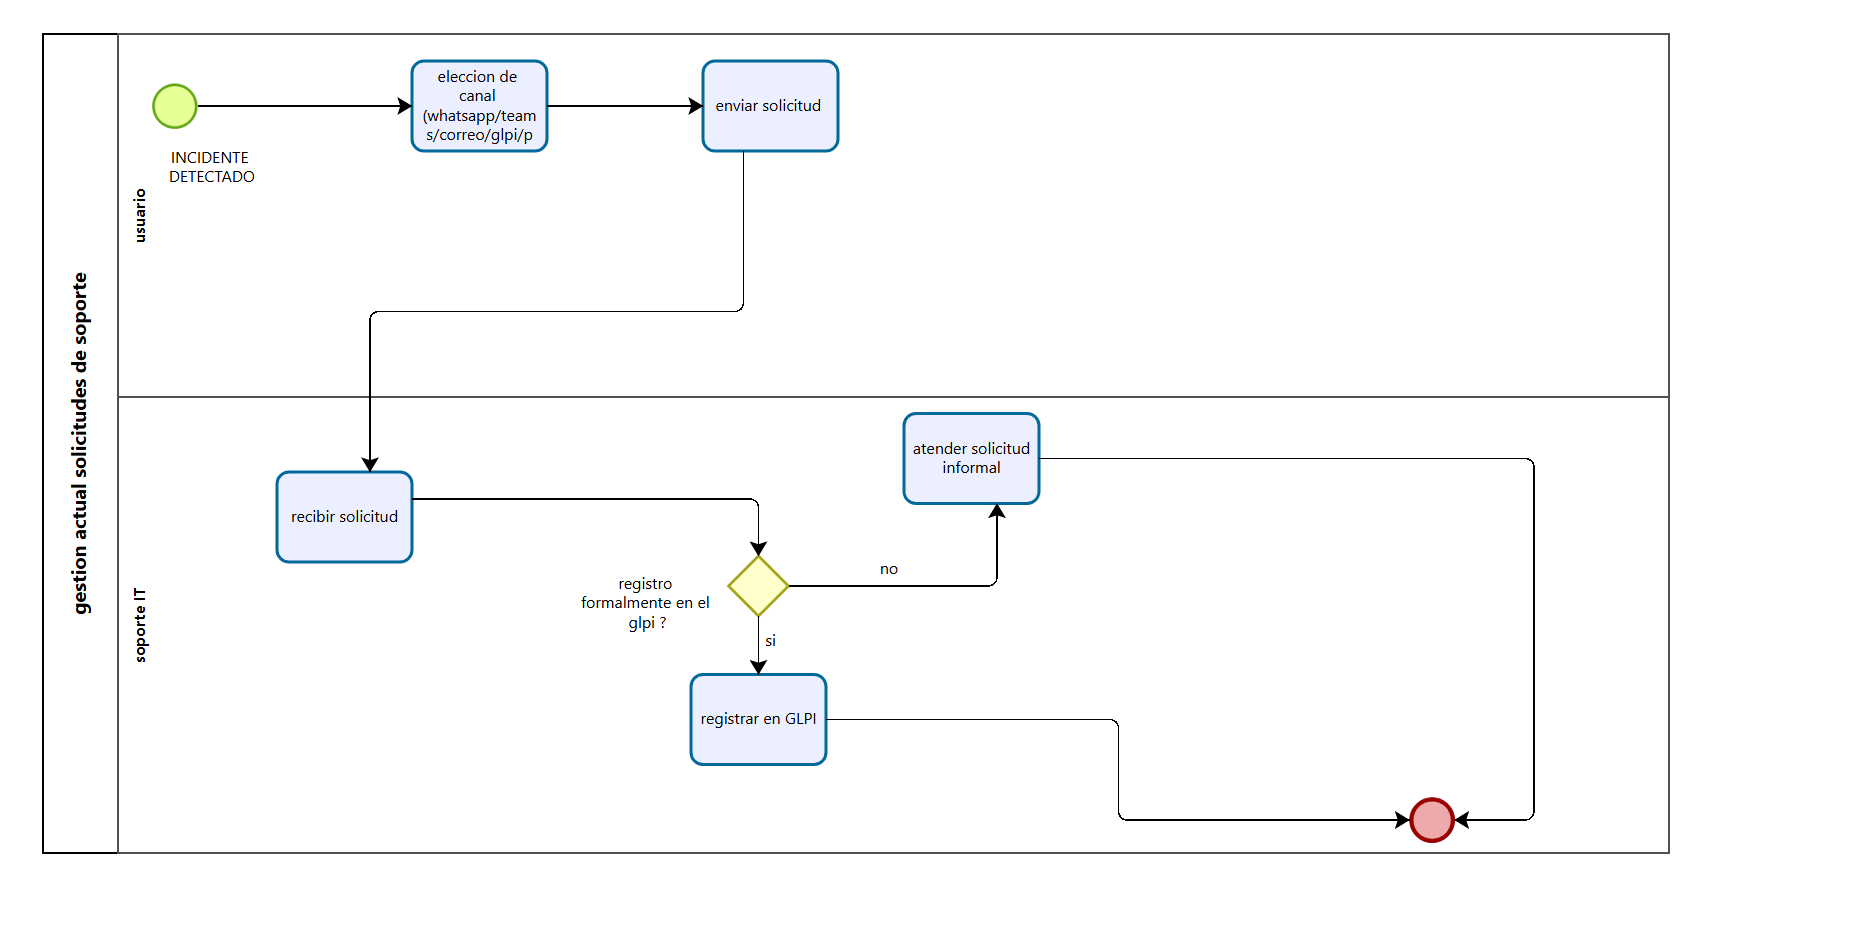 gestion actual solicitudes de soporte
usuario
INCIDENTE
DETECTADO
eleccion de
canal
(whatsapp/team
s/correo/glpi/p
enviar solicitud
soporte IT
recibir solicitud
registro
formalmente en el
glpi ?
no
si
atender solicitud
informal
registrar en GLPI